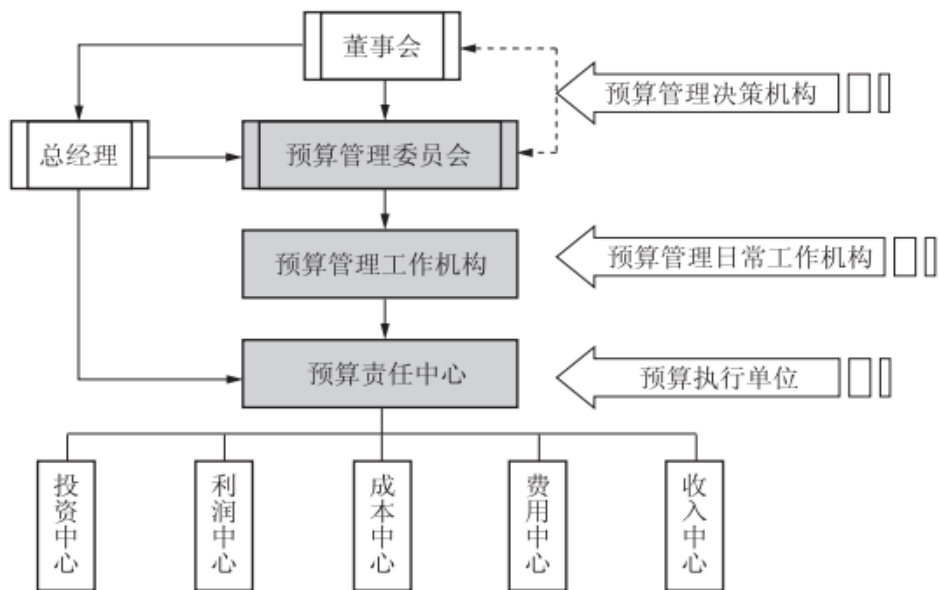 董事会
预算管理决策机构
总经理
预算管理委员会
预算管理工作机构
预算管理日常工作机构
预算责任中心
预算执行单位
投资中心
利润中心
成本中心
费用中心
收入中心